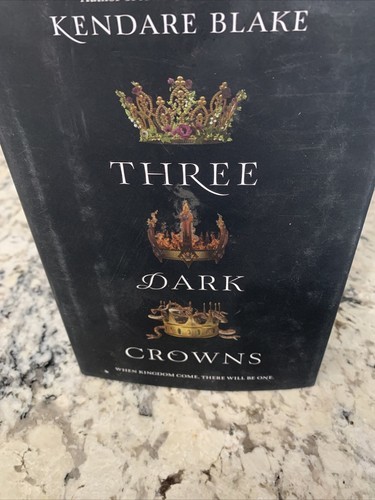 KENDARE BLAKE
THREE
DARK
CROWNS
WHEN KINGDOM COME, THERE WILL BE ONE.